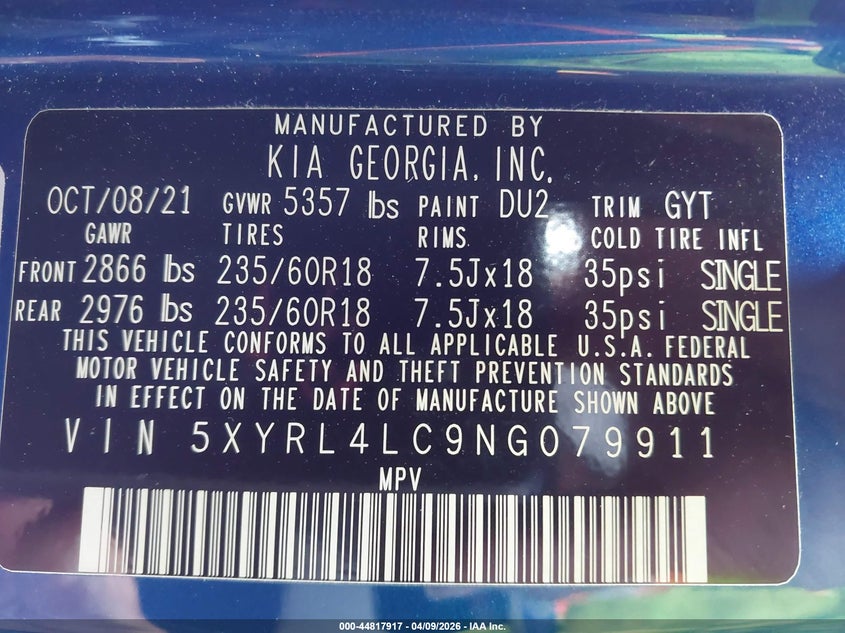 MANUFACTURED BY
KIA GEORGIA, INC.
OCT/08/21 GVWR 5357 lbs PAINT DU2 TRIM GYT
GAWR TIRES RIMS COLD TIRE INFL
FRONT 2866 lbs 235/60R18 7.5Jx18 35psi SINGLE
REAR 2976 lbs 235/60R18 7.5Jx18 35psi SINGLE
THIS VEHICLE CONFORMS TO ALL APPLICABLE U.S.A. FEDERAL
MOTOR VEHICLE SAFETY AND THEFT PREVENTION STANDARDS
IN EFFECT ON THE DATE OF MANUFACTURE SHOWN ABOVE
VIN 5XYRL4LC9NG079911
MPV
000-44817917 - 04/09/2026 - IAA Inc.